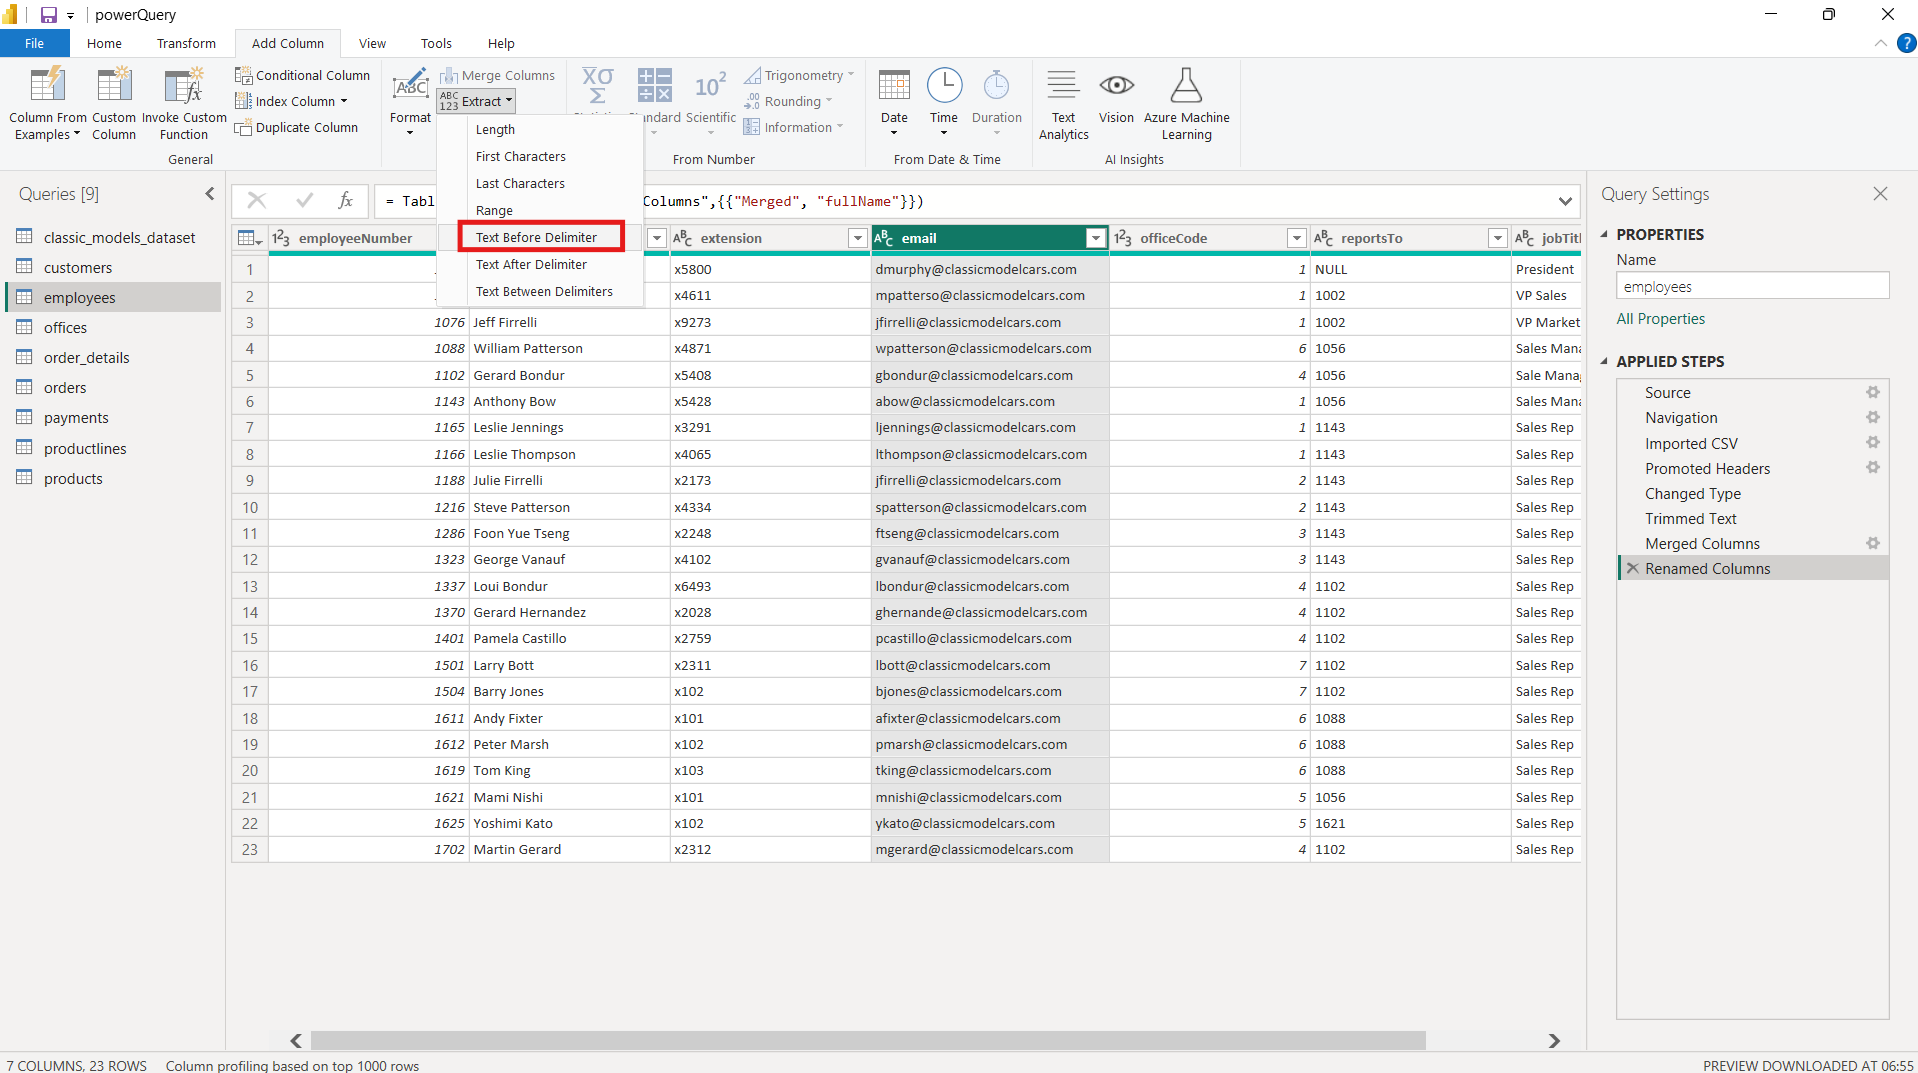 powerQuery
File Home Transform Add Column View Tools Help
Column From Examples
Custom Column
Invoke Custom Function
Conditional Column
Index Column
Duplicate Column
General
Format
Merge Columns
ABC 123 Extract
Length
First Characters
Last Characters
Range
Text Before Delimiter
Text After Delimiter
Text Between Delimiters
Scientific
Trigonometry
Rounding
Information
From Number
Date
Time
Duration
From Date & Time
Text Analytics
Vision
Azure Machine Learning
AI Insights
Queries [9]
classic_models_dataset
customers
employees
offices
order_details
orders
payments
productlines
products
= Tabl Columns",{{"Merged", "fullName"}})
employeeNumber extension email officeCode reportsTo jobTitl
1 x5800 dmurphy@classicmodelcars.com 1 NULL President
2 x4611 mpatterso@classicmodelcars.com 1 1002 VP Sales
3 1076 Jeff Firrelli x9273 jfirrelli@classicmodelcars.com 1 1002 VP Market
4 1088 William Patterson x4871 wpatterson@classicmodelcars.com 6 1056 Sales Mana
5 1102 Gerard Bondur x5408 gbondur@classicmodelcars.com 4 1056 Sale Manag
6 1143 Anthony Bow x5428 abow@classicmodelcars.com 1 1056 Sales Mana
7 1165 Leslie Jennings x3291 ljennings@classicmodelcars.com 1 1143 Sales Rep
8 1166 Leslie Thompson x4065 lthompson@classicmodelcars.com 1 1143 Sales Rep
9 1188 Julie Firrelli x2173 jfirrelli@classicmodelcars.com 2 1143 Sales Rep
10 1216 Steve Patterson x4334 spatterson@classicmodelcars.com 2 1143 Sales Rep
11 1286 Foon Yue Tseng x2248 ftseng@classicmodelcars.com 3 1143 Sales Rep
12 1323 George Vanauf x4102 gvanauf@classicmodelcars.com 3 1143 Sales Rep
13 1337 Loui Bondur x6493 lbondur@classicmodelcars.com 4 1102 Sales Rep
14 1370 Gerard Hernandez x2028 ghernande@classicmodelcars.com 4 1102 Sales Rep
15 1401 Pamela Castillo x2759 pcastillo@classicmodelcars.com 4 1102 Sales Rep
16 1501 Larry Bott x2311 lbott@classicmodelcars.com 7 1102 Sales Rep
17 1504 Barry Jones x102 bjones@classicmodelcars.com 7 1102 Sales Rep
18 1611 Andy Fixter x101 afixter@classicmodelcars.com 6 1088 Sales Rep
19 1612 Peter Marsh x102 pmarsh@classicmodelcars.com 6 1088 Sales Rep
20 1619 Tom King x103 tking@classicmodelcars.com 6 1088 Sales Rep
21 1621 Mami Nishi x101 mnishi@classicmodelcars.com 5 1056 Sales Rep
22 1625 Yoshimi Kato x102 ykato@classicmodelcars.com 5 1621 Sales Rep
23 1702 Martin Gerard x2312 mgerard@classicmodelcars.com 4 1102 Sales Rep
Query Settings
PROPERTIES
Name
employees
All Properties
APPLIED STEPS
Source
Navigation
Imported CSV
Promoted Headers
Changed Type
Trimmed Text
Merged Columns
Renamed Columns
7 COLUMNS, 23 ROWS Column profiling based on top 1000 rows
PREVIEW DOWNLOADED AT 06:55